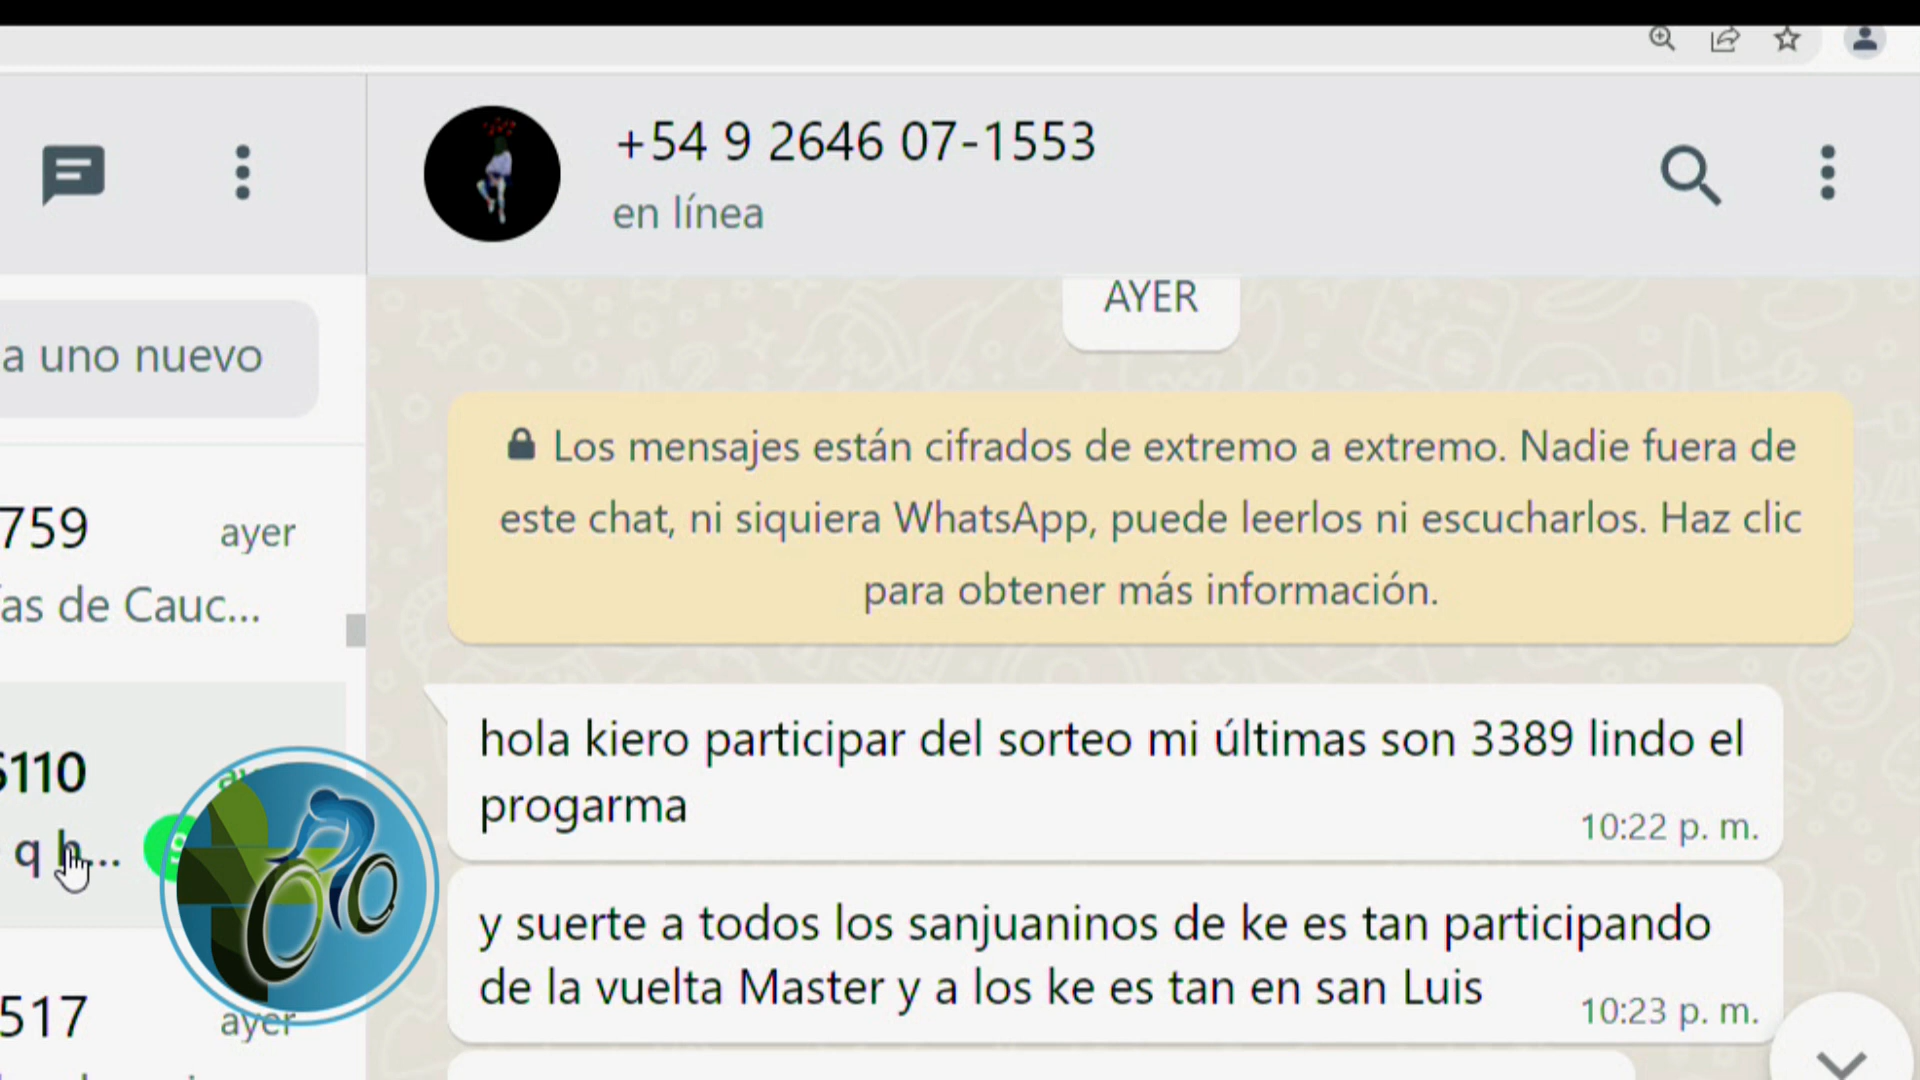 +54 9 2646 07-1553
en línea
a uno nuevo
AYER
Los mensajes están cifrados de extremo a extremo. Nadie fuera de
este chat, ni siquiera WhatsApp, puede leerlos ni escucharlos. Haz clic
para obtener más información.
759 ayer
as de Cauc...
5110
q
517 ayer
hola kiero participar del sorteo mi últimas son 3389 lindo el
progarma
10:22 p. m.
y suerte a todos los sanjuaninos de ke es tan participando
de la vuelta Master y a los ke es tan en san Luis
10:23 p. m.